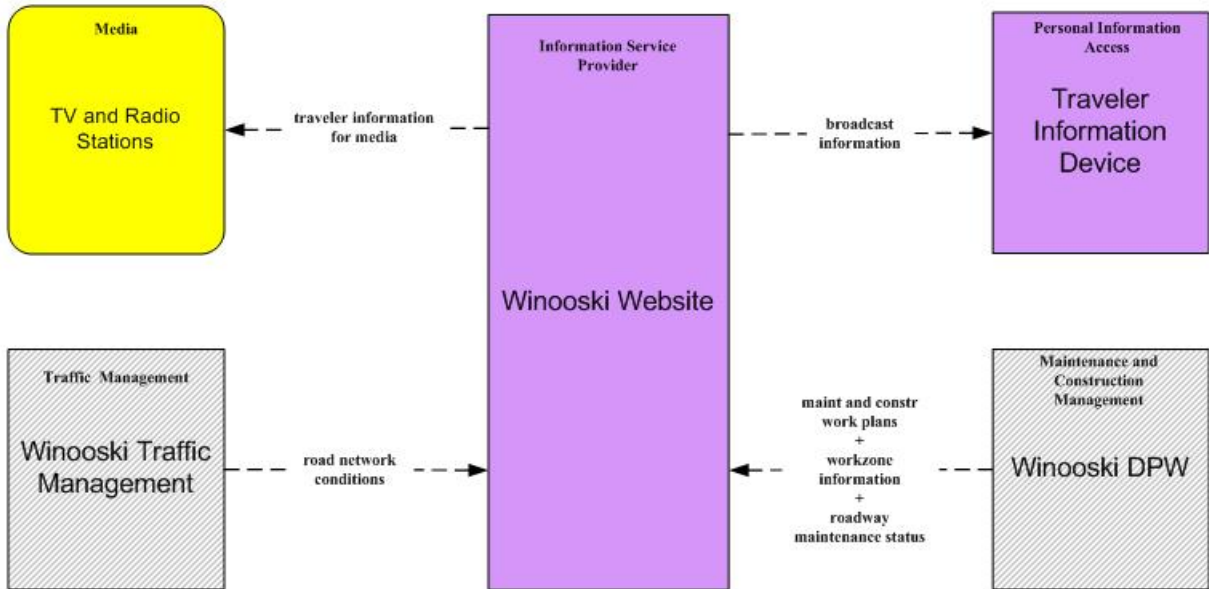 Media
TV and Radio
Stations
traveler information
for media
Information Service
Provider
Winooski Website
broadcast
information
Personal Information
Access
Traveler
Information
Device
Traffic Management
Winooski Traffic
Management
road network
conditions
maint and constr
work plans
+
workzone
information
+
roadway
maintenance status
Maintenance and
Construction
Management
Winooski DPW